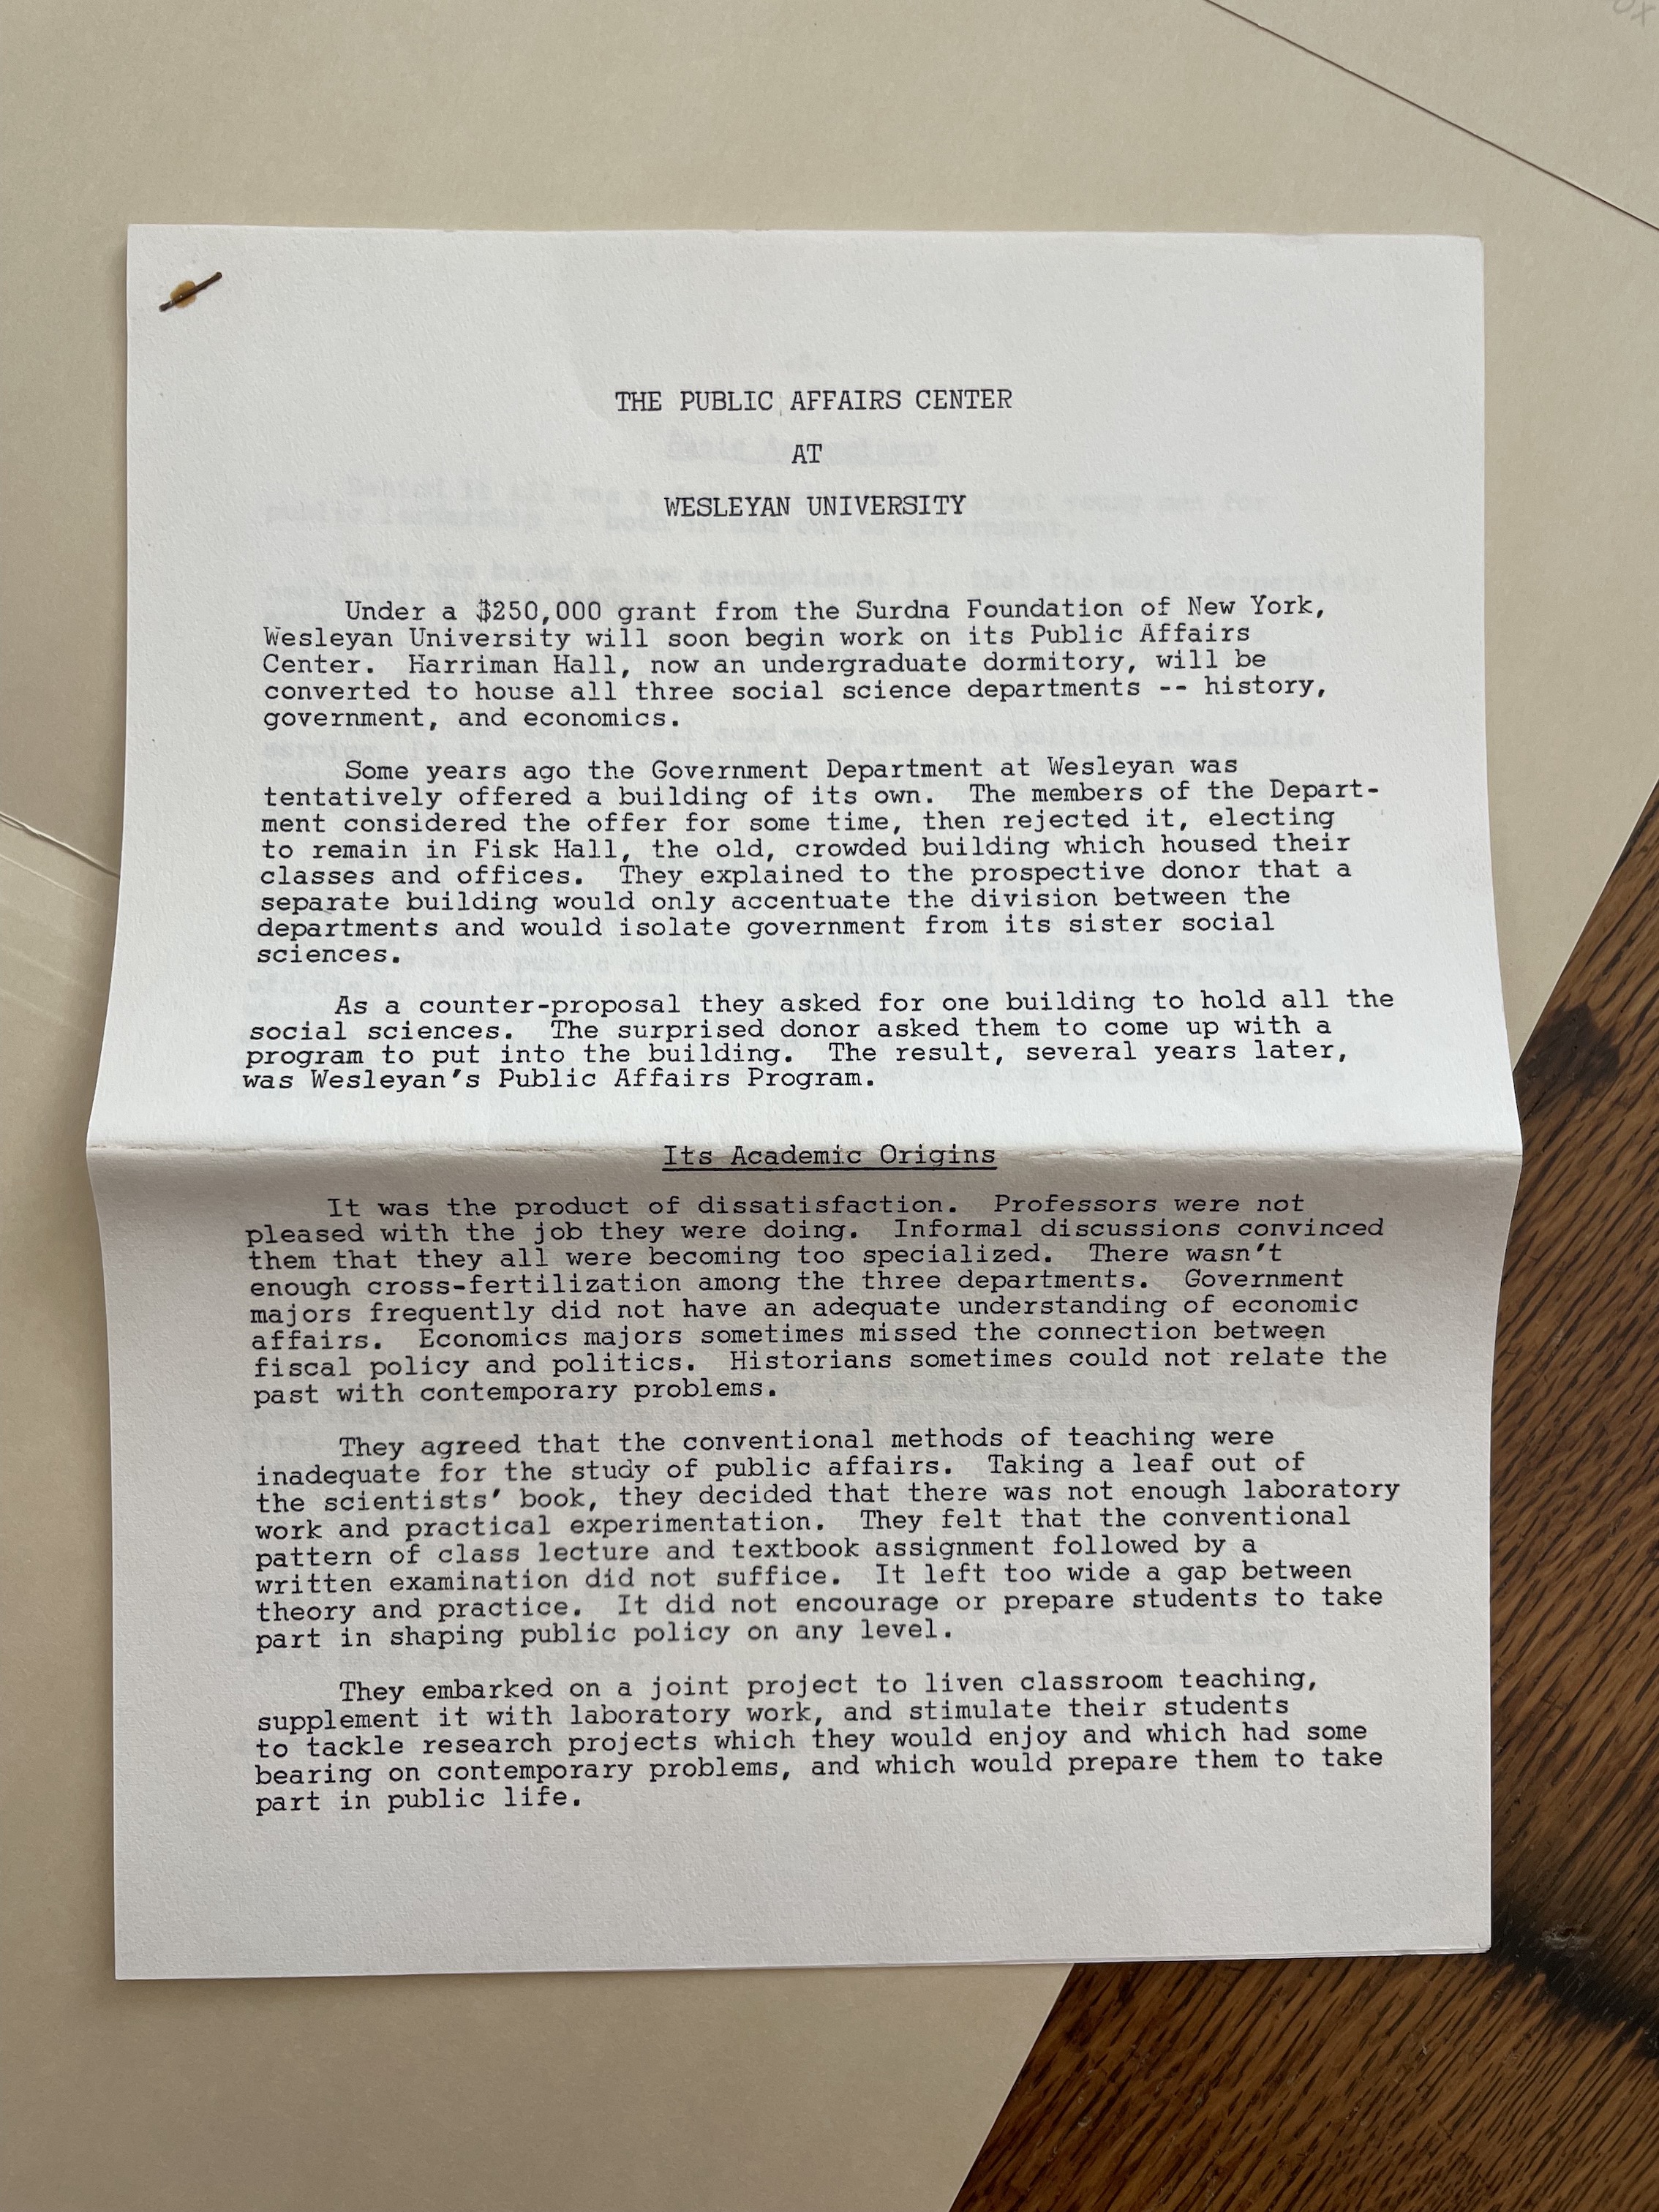 THE PUBLIC AFFAIRS CENTER
AT
WESLEYAN UNIVERSITY
Under a $250,000 grant from the Surdna Foundation of New York,
Wesleyan University will soon begin work on its Public Affairs
Center. Harriman Hall, now an undergraduate dormitory, will be
converted to house all three social science departments -- history,
government, and economics.
Some years ago the Government Department at Wesleyan was
tentatively offered a building of its own. The members of the Depart-
ment considered the offer for some time, then rejected it, electing
to remain in Fisk Hall, the old, crowded building which housed their
classes and offices. They explained to the prospective donor that a
separate building would only accentuate the division between the
departments and would isolate government from its sister social
sciences.
As a counter-proposal they asked for one building to hold all the
social sciences. The surprised donor asked them to come up with a
program to put into the building. The result, several years later,
was Wesleyan's Public Affairs Program.
Its Academic Origins
It was the product of dissatisfaction. Professors were not
pleased with the job they were doing. Informal discussions convinced
them that they all were becoming too specialized. There wasn't
enough cross-fertilization among the three departments. Government
majors frequently did not have an adequate understanding of economic
affairs. Economics majors sometimes missed the connection between
fiscal policy and politics. Historians sometimes could not relate the
past with contemporary problems.
They agreed that the conventional methods of teaching were
inadequate for the study of public affairs. Taking a leaf out of
the scientists' book, they decided that there was not enough laboratory
work and practical experimentation. They felt that the conventional
pattern of class lecture and textbook assignment followed by a
written examination did not suffice. It left too wide a gap between
theory and practice. It did not encourage or prepare students to take
part in shaping public policy on any level.
They embarked on a joint project to liven classroom teaching,
supplement it with laboratory work, and stimulate their students
to tackle research projects which they would enjoy and which had some
bearing on contemporary problems, and which would prepare them to take
part in public life.